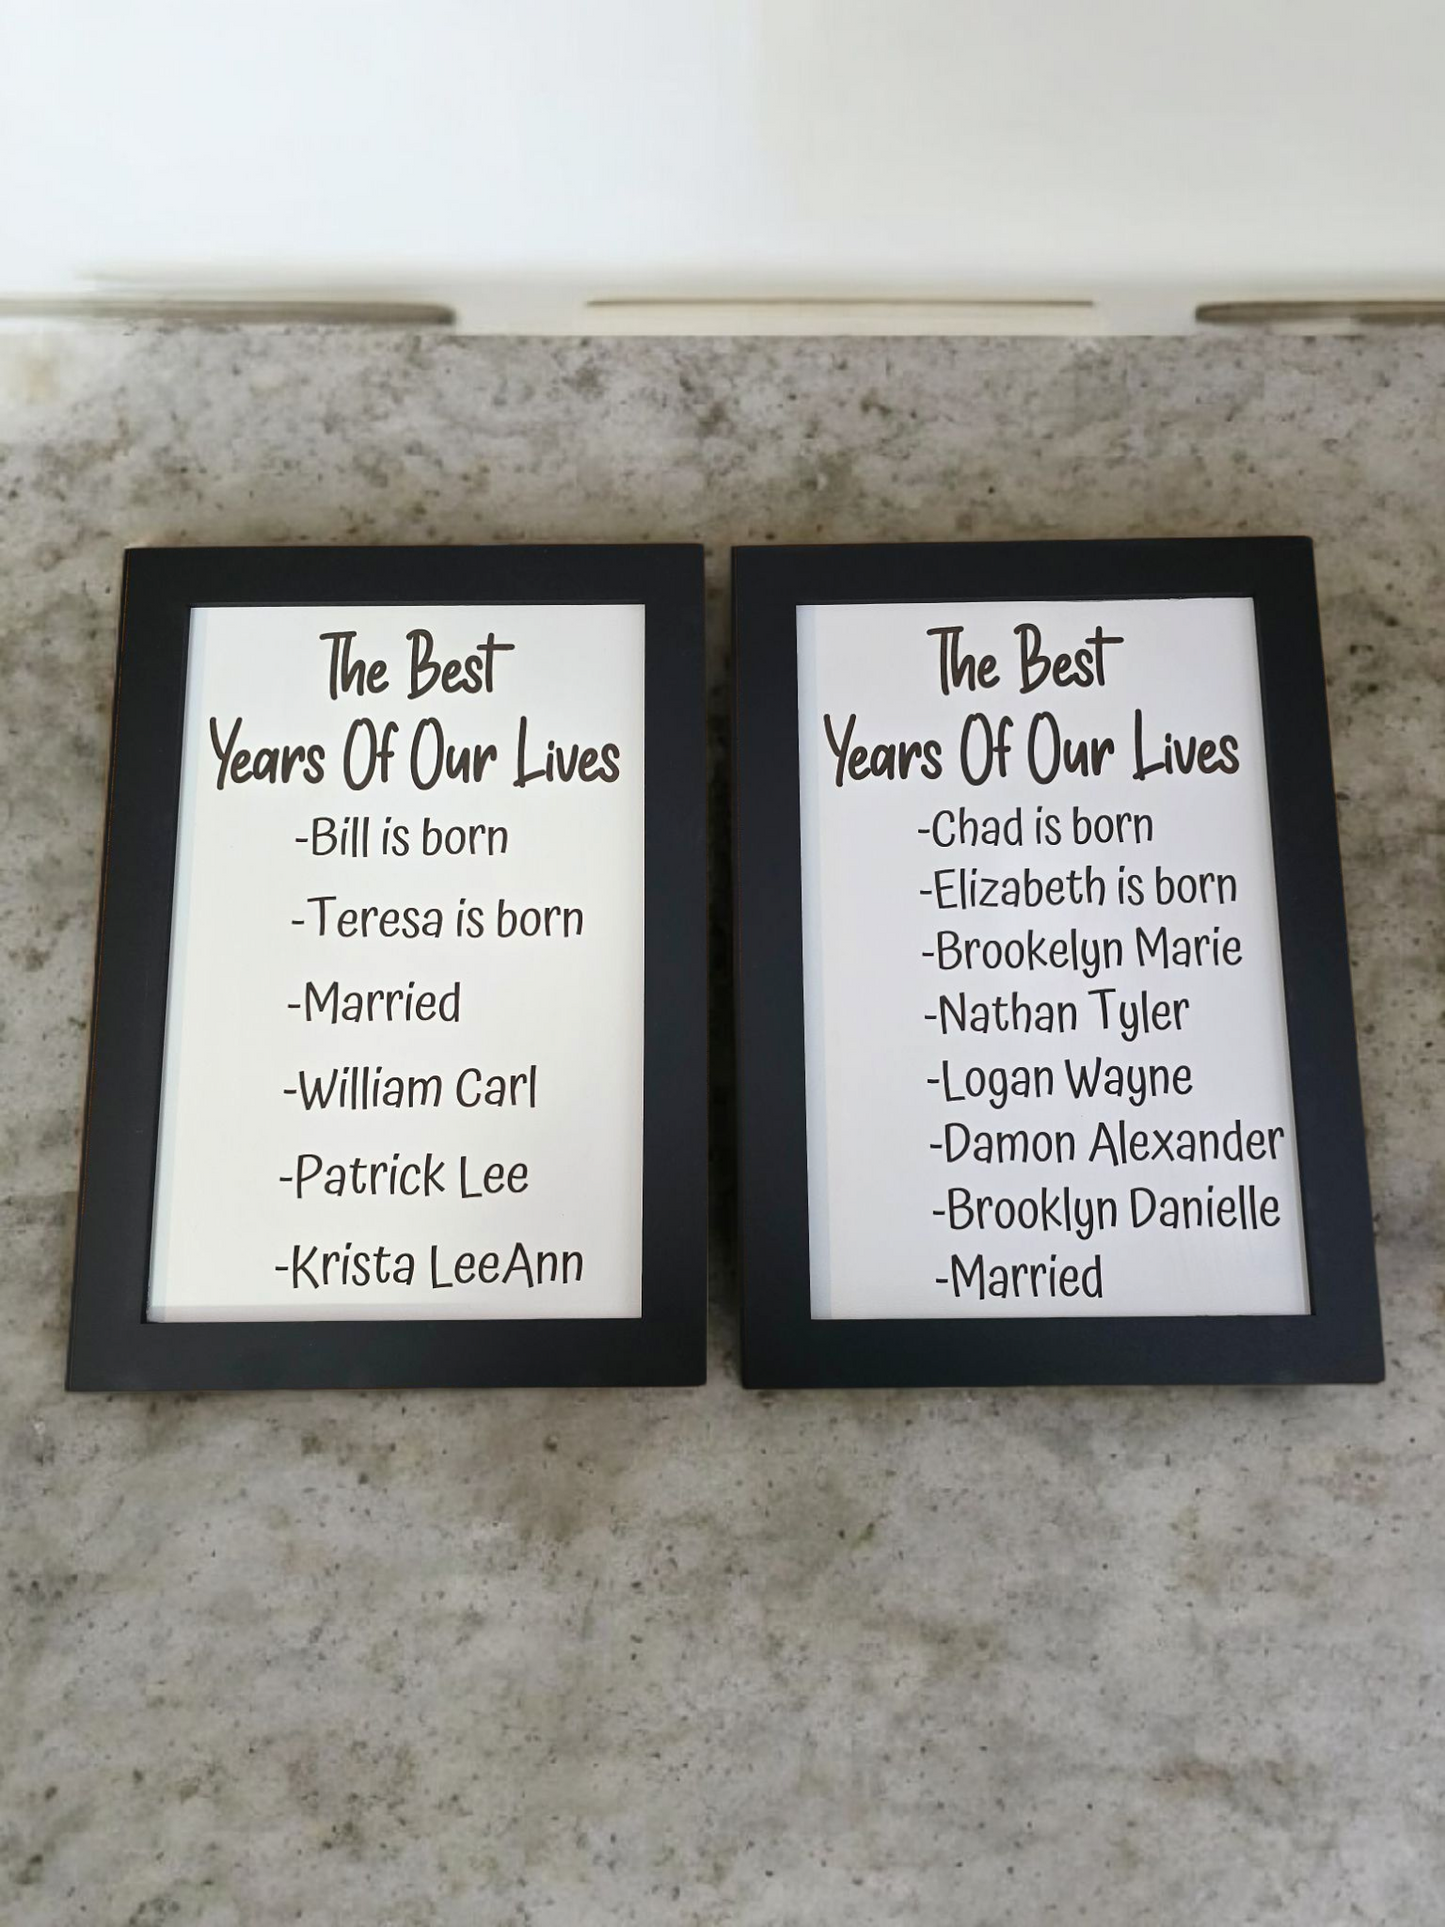 The Best
Years Of Our Lives
-Bill is born
-Teresa is born
-Married
-William Carl
-Patrick Lee
-Krista LeeAnn
The Best
Years Of Our Lives
-Chad is born
-Elizabeth is born
-Brookelyn Marie
-Nathan Tyler
-Logan Wayne
-Damon Alexander
-Brooklyn Danielle
-Married